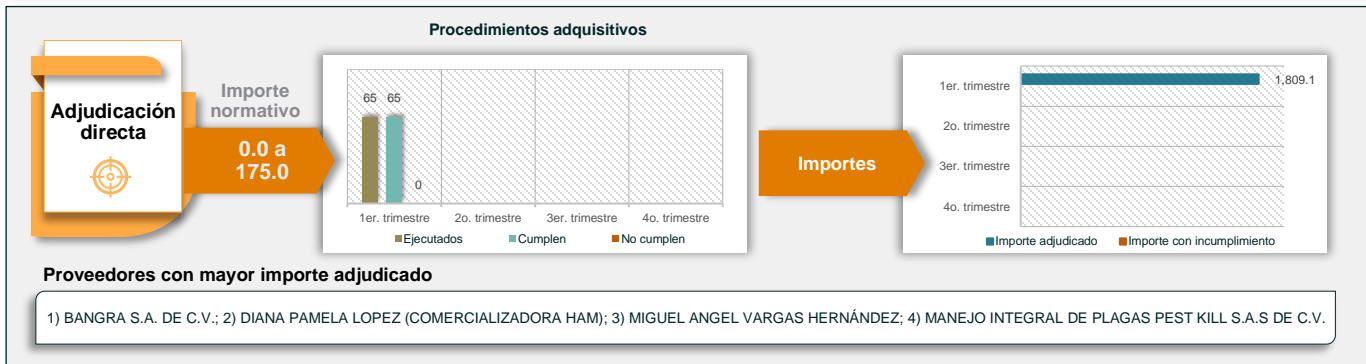 Procedimientos adquisitivos
Adjudicación
directa
Importe
normativo
0.0 a
175.0
65
65
0
1er. trimestre
2o. trimestre
3er. trimestre
4o. trimestre
Ejecutados
Cumplen
No cumplen
Importes
1er. trimestre
1,809.1
2o. trimestre
3er. trimestre
4o. trimestre
Importe adjudicado
Importe con incumplimiento
Proveedores con mayor importe adjudicado
1) BANGRA S.A. DE C.V.; 2) DIANA PAMELA LOPEZ (COMERCIALIZADORA HAM); 3) MIGUEL ANGEL VARGAS HERNÁNDEZ; 4) MANEJO INTEGRAL DE PLAGAS PEST KILL S.A.S DE C.V.